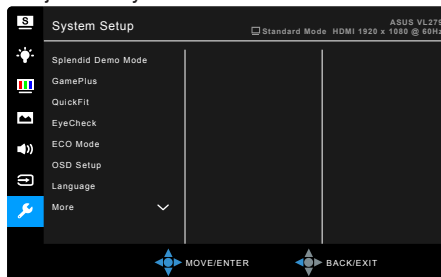 S
System Setup
ASUS VL279
Standard Mode HDMI 1920 x 1080 @ 60Hz
Splendid Demo Mode
GamePlus
QuickFit
EyeCheck
ECO Mode
OSD Setup
Language
More
MOVE/ENTER
BACK/EXIT